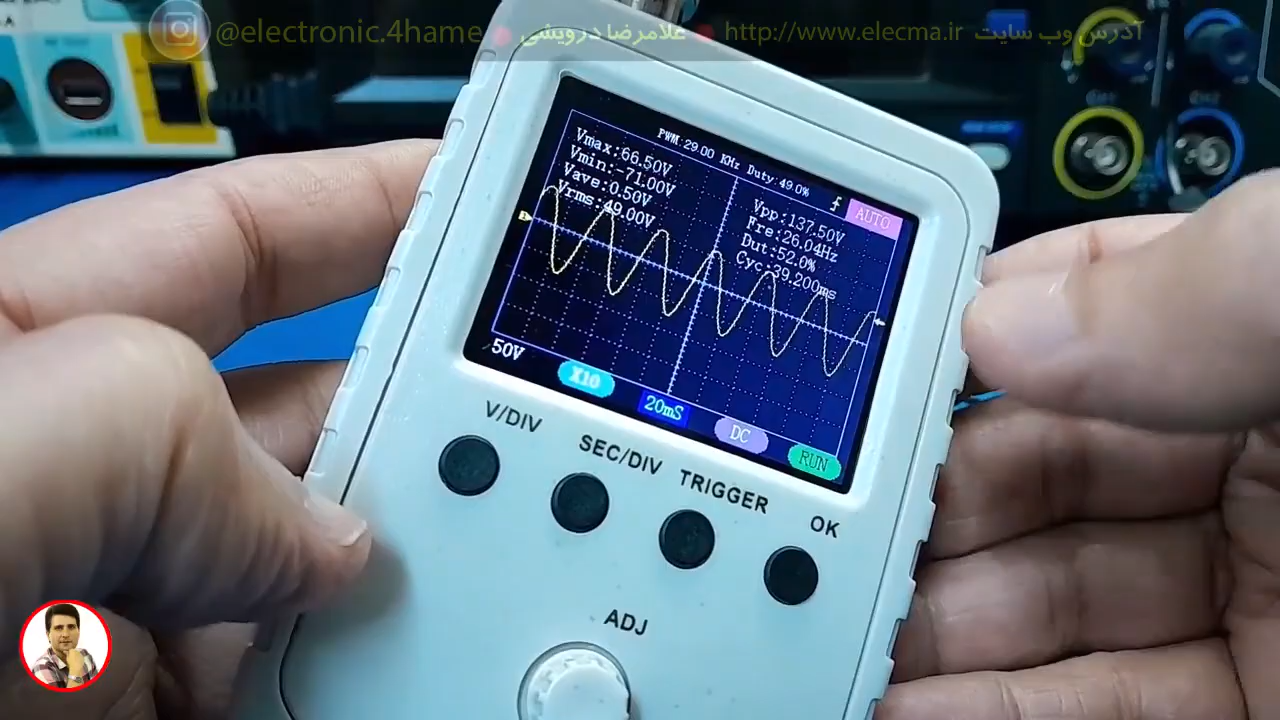 @electronic.4hame غلامرضا درویشی http://www.elecma.ir آدرس وب سایت
PWM:29.00 KHz Duty:49.0%
AUTO
Vmax:66.50V
Vmin:-71.00V
Vave:0.50V
Vrms:49.00V
Vpp:137.50V
Fre:26.04Hz
Dut:52.0%
Cyc:39.200ms
50V
X10
20mS
DC
RUN
V/DIV
SEC/DIV
TRIGGER
OK
ADJ